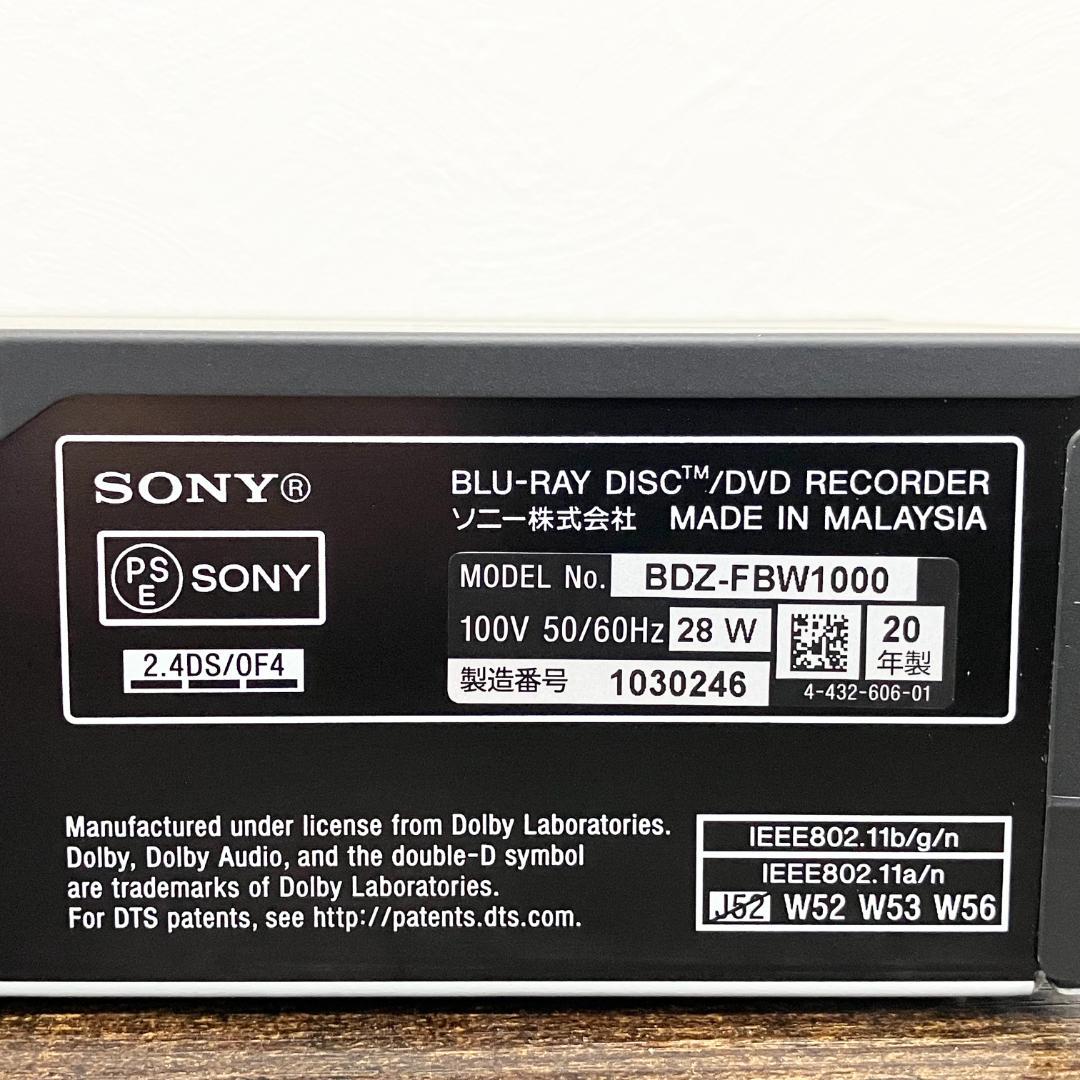 SONY®
BLU-RAY DISC™/DVD RECORDER
ソニー株式会社 MADE IN MALAYSIA
PSE SONY
MODEL No. BDZ-FBW1000
100V 50/60Hz 28 W
20年製
2.4DS/OF4
製造番号 1030246
4-432-606-01
Manufactured under license from Dolby Laboratories.
Dolby, Dolby Audio, and the double-D symbol
are trademarks of Dolby Laboratories.
For DTS patents, see http://patents.dts.com.
IEEE802.11b/g/n
IEEE802.11a/n
J52 W52 W53 W56